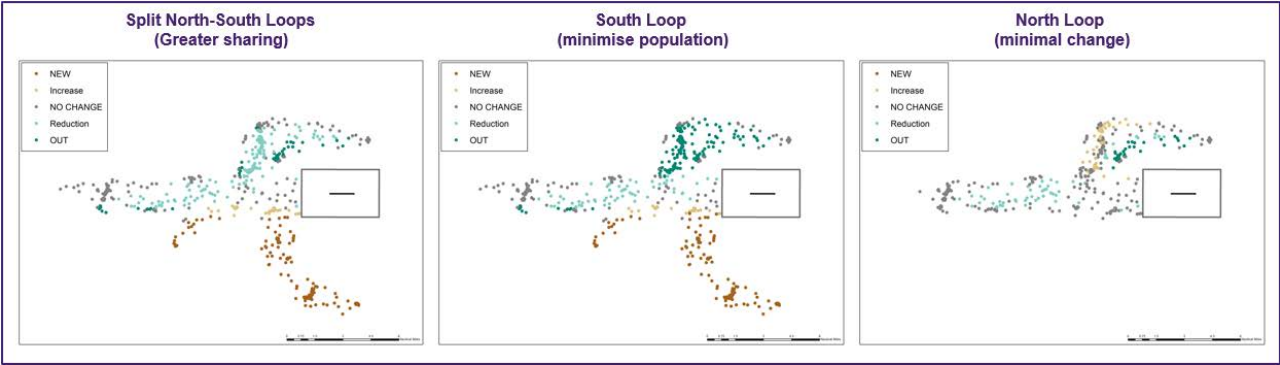 Split North-South Loops
(Greater sharing)
South Loop
(minimise population)
North Loop
(minimal change)
NEW
Increase
NO CHANGE
Reduction
OUT
NEW
Increase
NO CHANGE
Reduction
OUT
NEW
Increase
NO CHANGE
Reduction
OUT